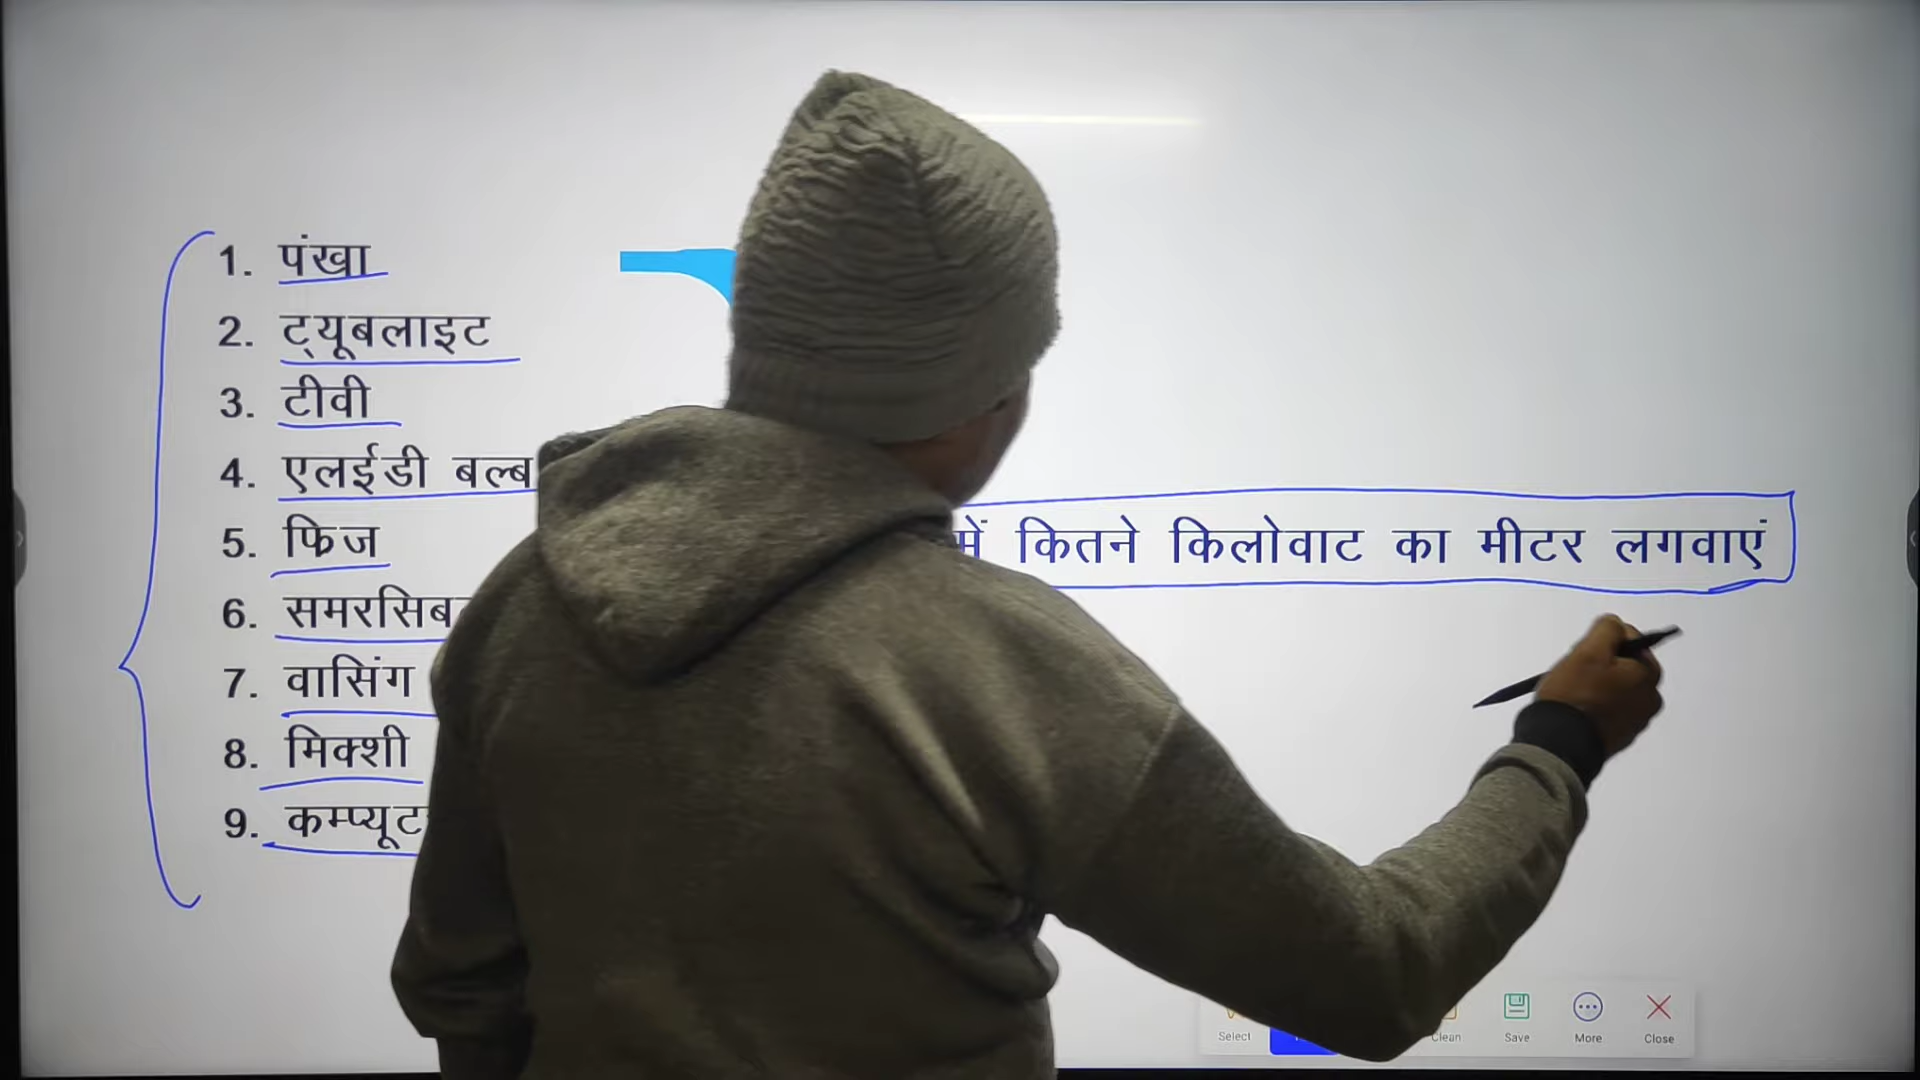 1. पंखा
2. ट्यूबलाइट
3. टीवी
4. एलईडी बल्ब
5. फिज
में कितने किलोवाट का मीटर लगवाएं
6. समरसिब
7. वासिंग
8. मिक्शी
9. कम्प्यूट
Select
Clean
Save
More
Close